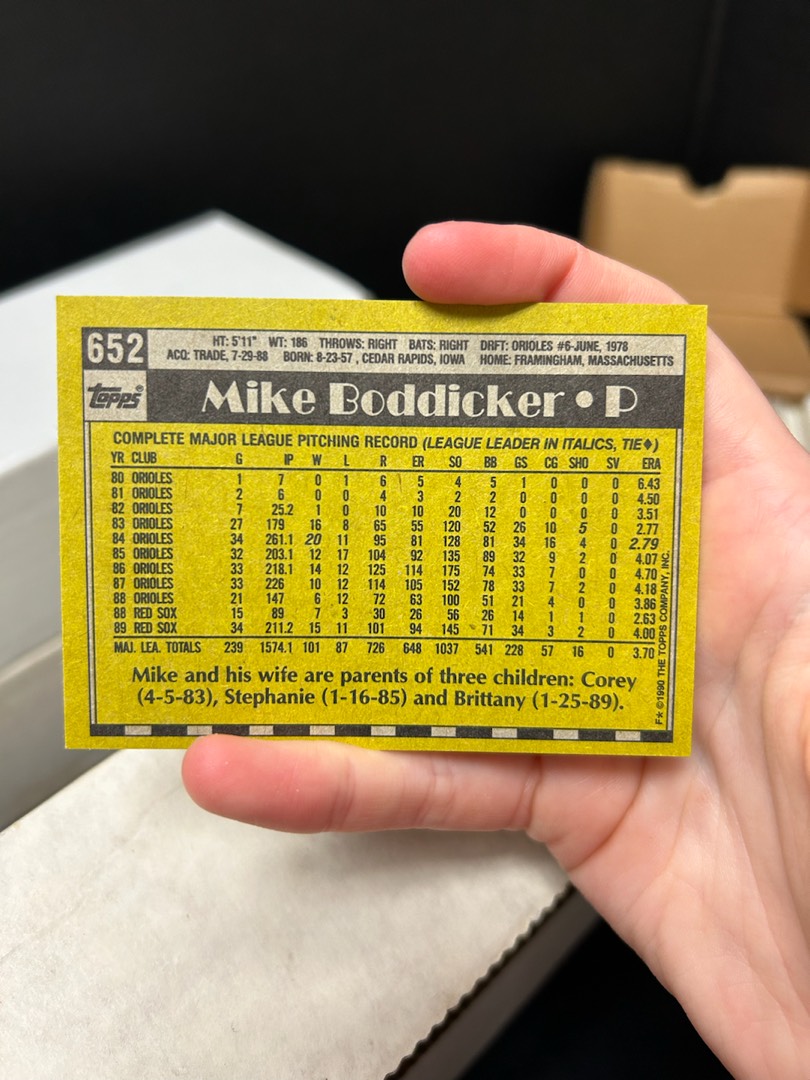 652
HT: 5'11" WT: 186 THROWS: RIGHT BATS: RIGHT DRFT: ORIOLES #6-JUNE, 1978
ACQ: TRADE, 7-29-88 BORN: 8-23-57 , CEDAR RAPIDS, IOWA HOME: FRAMINGHAM, MASSACHUSETTS
topps®
Mike Boddicker • P
COMPLETE MAJOR LEAGUE PITCHING RECORD (LEAGUE LEADER IN ITALICS, TIE♦)
YR CLUB G IP W L R ER SO BB GS CG SHO SV ERA
80 ORIOLES 1 7 0 1 6 5 4 5 1 0 0 0 6.43
81 ORIOLES 2 6 0 0 4 3 2 2 0 0 0 0 4.50
82 ORIOLES 7 25.2 1 0 10 10 20 12 0 0 0 0 3.51
83 ORIOLES 27 179 16 8 65 55 120 52 26 10 5 0 2.77
84 ORIOLES 34 261.1 20 11 95 81 128 81 34 16 4 0 2.79
85 ORIOLES 32 203.1 12 17 104 92 135 89 32 9 2 0 4.07
86 ORIOLES 33 218.1 14 12 125 114 175 74 33 7 0 0 4.70
87 ORIOLES 33 226 10 12 114 105 152 78 33 7 2 0 4.18
88 ORIOLES 21 147 6 12 72 63 100 51 21 4 0 0 3.86
88 RED SOX 15 89 7 3 30 26 56 26 14 1 1 0 2.63
89 RED SOX 34 211.2 15 11 101 94 145 71 34 3 2 0 4.00
MAJ. LEA. TOTALS 239 1574.1 101 87 726 648 1037 541 228 57 16 0 3.70
Mike and his wife are parents of three children: Corey
(4-5-83), Stephanie (1-16-85) and Brittany (1-25-89).
F* ©1990 THE TOPPS COMPANY, INC.